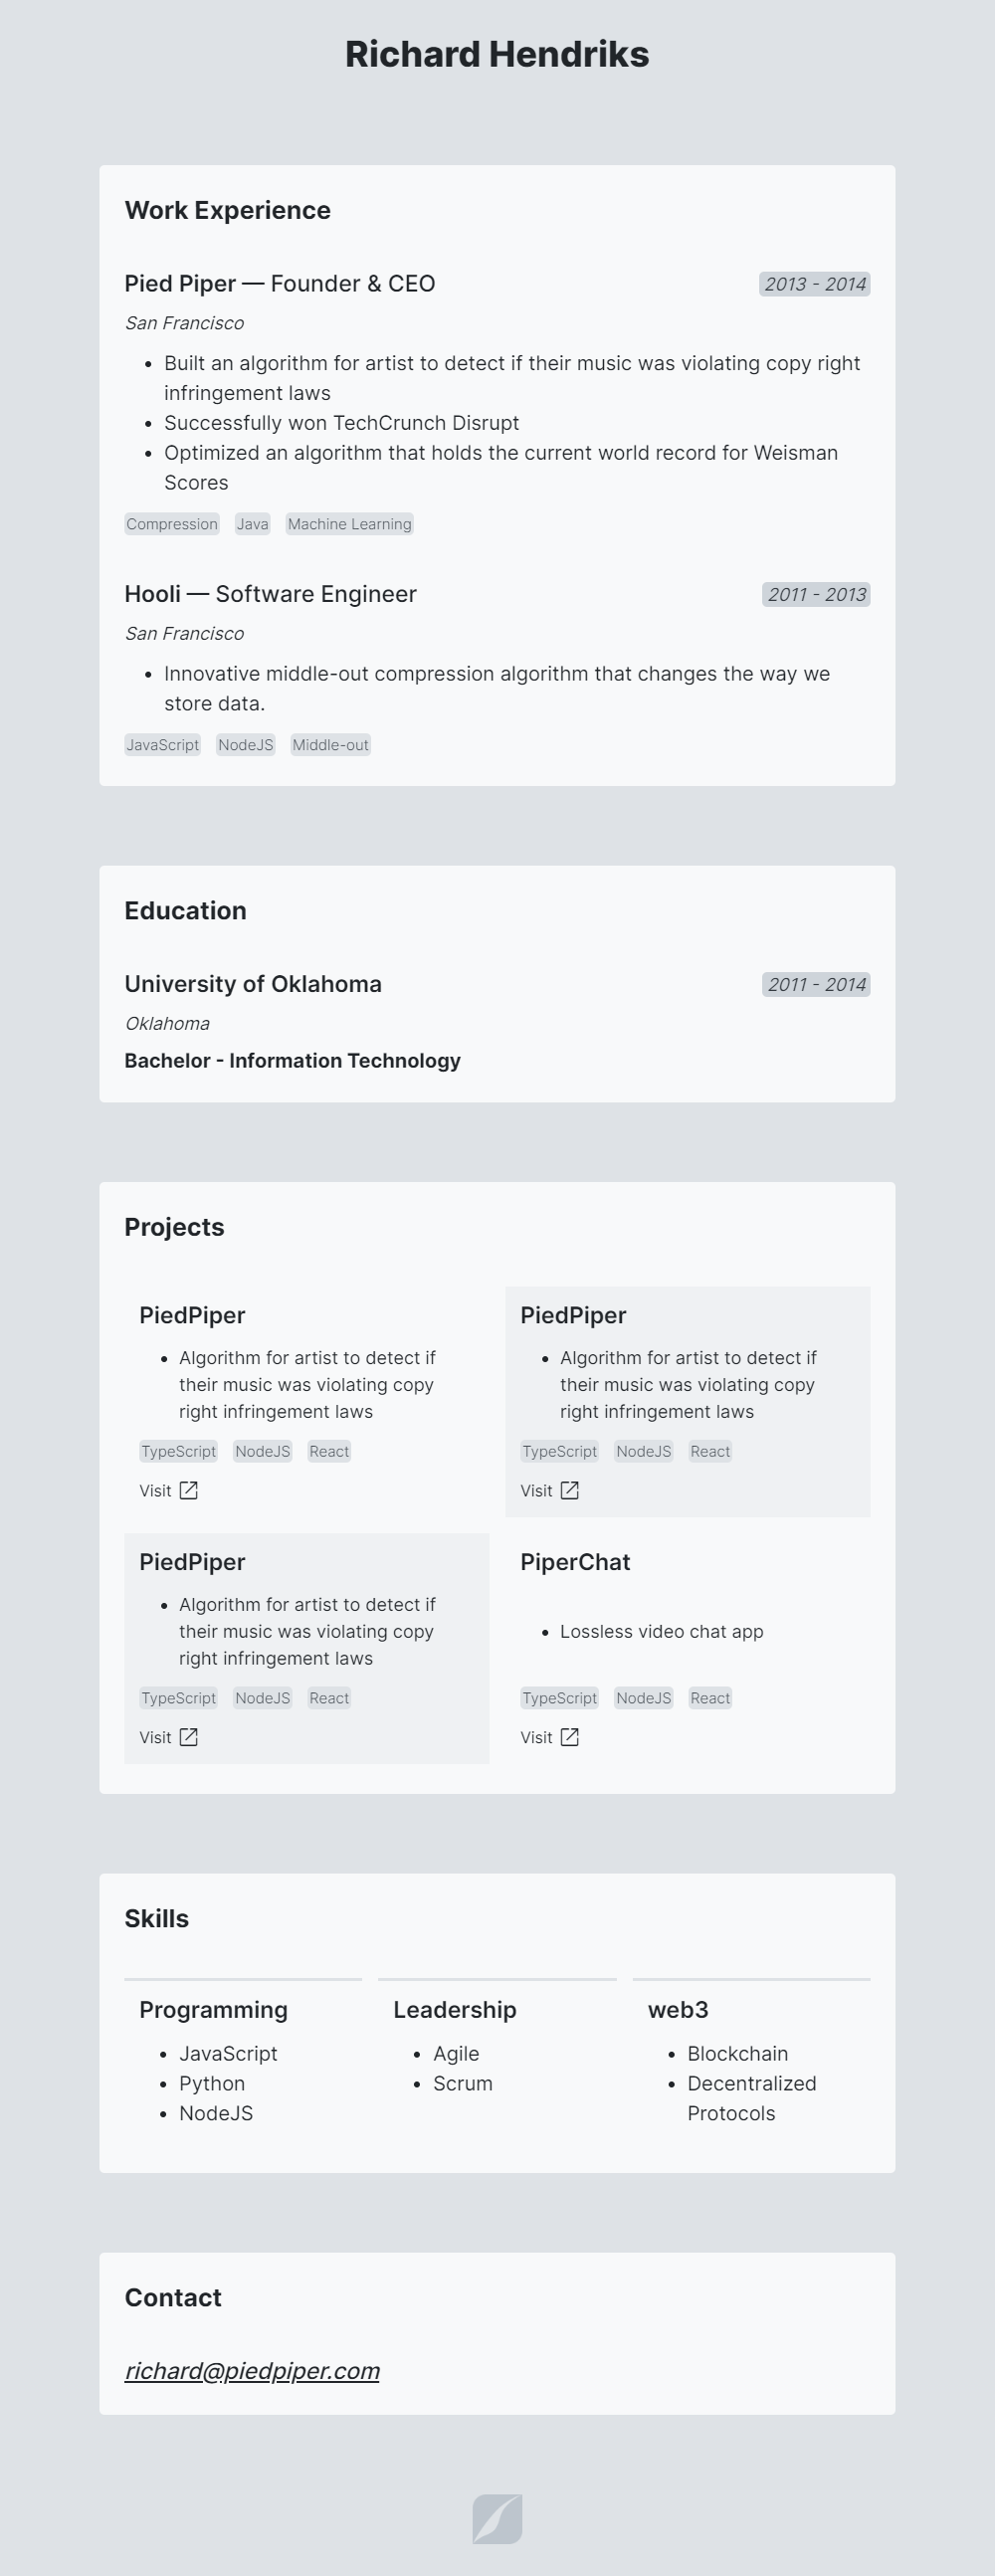 Richard Hendriks
Work Experience
Pied Piper — Founder & CEO
2013 - 2014
San Francisco
• Built an algorithm for artist to detect if their music was violating copy right
infringement laws
• Successfully won TechCrunch Disrupt
• Optimized an algorithm that holds the current world record for Weisman
Scores
Compression Java Machine Learning
Hooli — Software Engineer
2011 - 2013
San Francisco
• Innovative middle-out compression algorithm that changes the way we
store data.
JavaScript NodeJS Middle-out
Education
University of Oklahoma
2011 - 2014
Oklahoma
Bachelor - Information Technology
Projects
PiedPiper
• Algorithm for artist to detect if
their music was violating copy
right infringement laws
TypeScript NodeJS React
Visit
PiedPiper
• Algorithm for artist to detect if
their music was violating copy
right infringement laws
TypeScript NodeJS React
Visit
PiedPiper
• Algorithm for artist to detect if
their music was violating copy
right infringement laws
TypeScript NodeJS React
Visit
PiperChat
• Lossless video chat app
TypeScript NodeJS React
Visit
Skills
Programming
• JavaScript
• Python
• NodeJS
Leadership
• Agile
• Scrum
web3
• Blockchain
• Decentralized
Protocols
Contact
richard@piedpiper.com